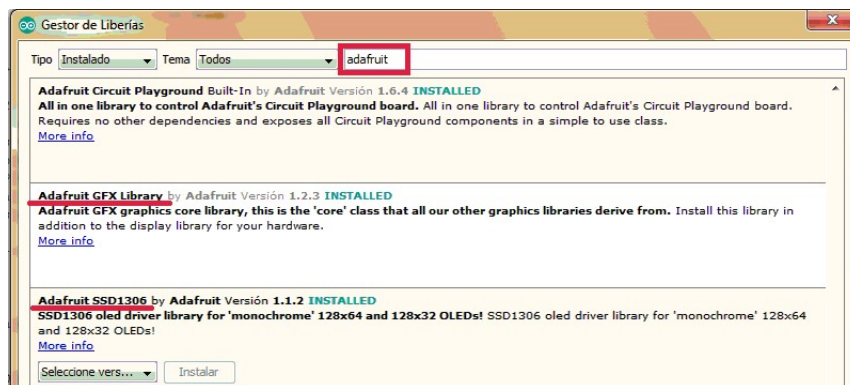 Gestor de Liberías
Tipo Instalado Tema Todos adafruit
Adafruit Circuit Playground Built-In by Adafruit Versión 1.6.4 INSTALLED
All in one library to control Adafruit's Circuit Playground board. All in one library to control Adafruit's Circuit Playground board.
Requires no other dependencies and exposes all Circuit Playground components in a simple to use class.
More info
Adafruit GFX Library by Adafruit Versión 1.2.3 INSTALLED
Adafruit GFX graphics core library, this is the 'core' class that all our other graphics libraries derive from. Install this library in
addition to the display library for your hardware.
More info
Adafruit SSD1306 by Adafruit Versión 1.1.2 INSTALLED
SSD1306 oled driver library for 'monochrome' 128x64 and 128x32 OLEDs! SSD1306 oled driver library for 'monochrome' 128x64
and 128x32 OLEDs!
More info
Seleccione vers... Instalar